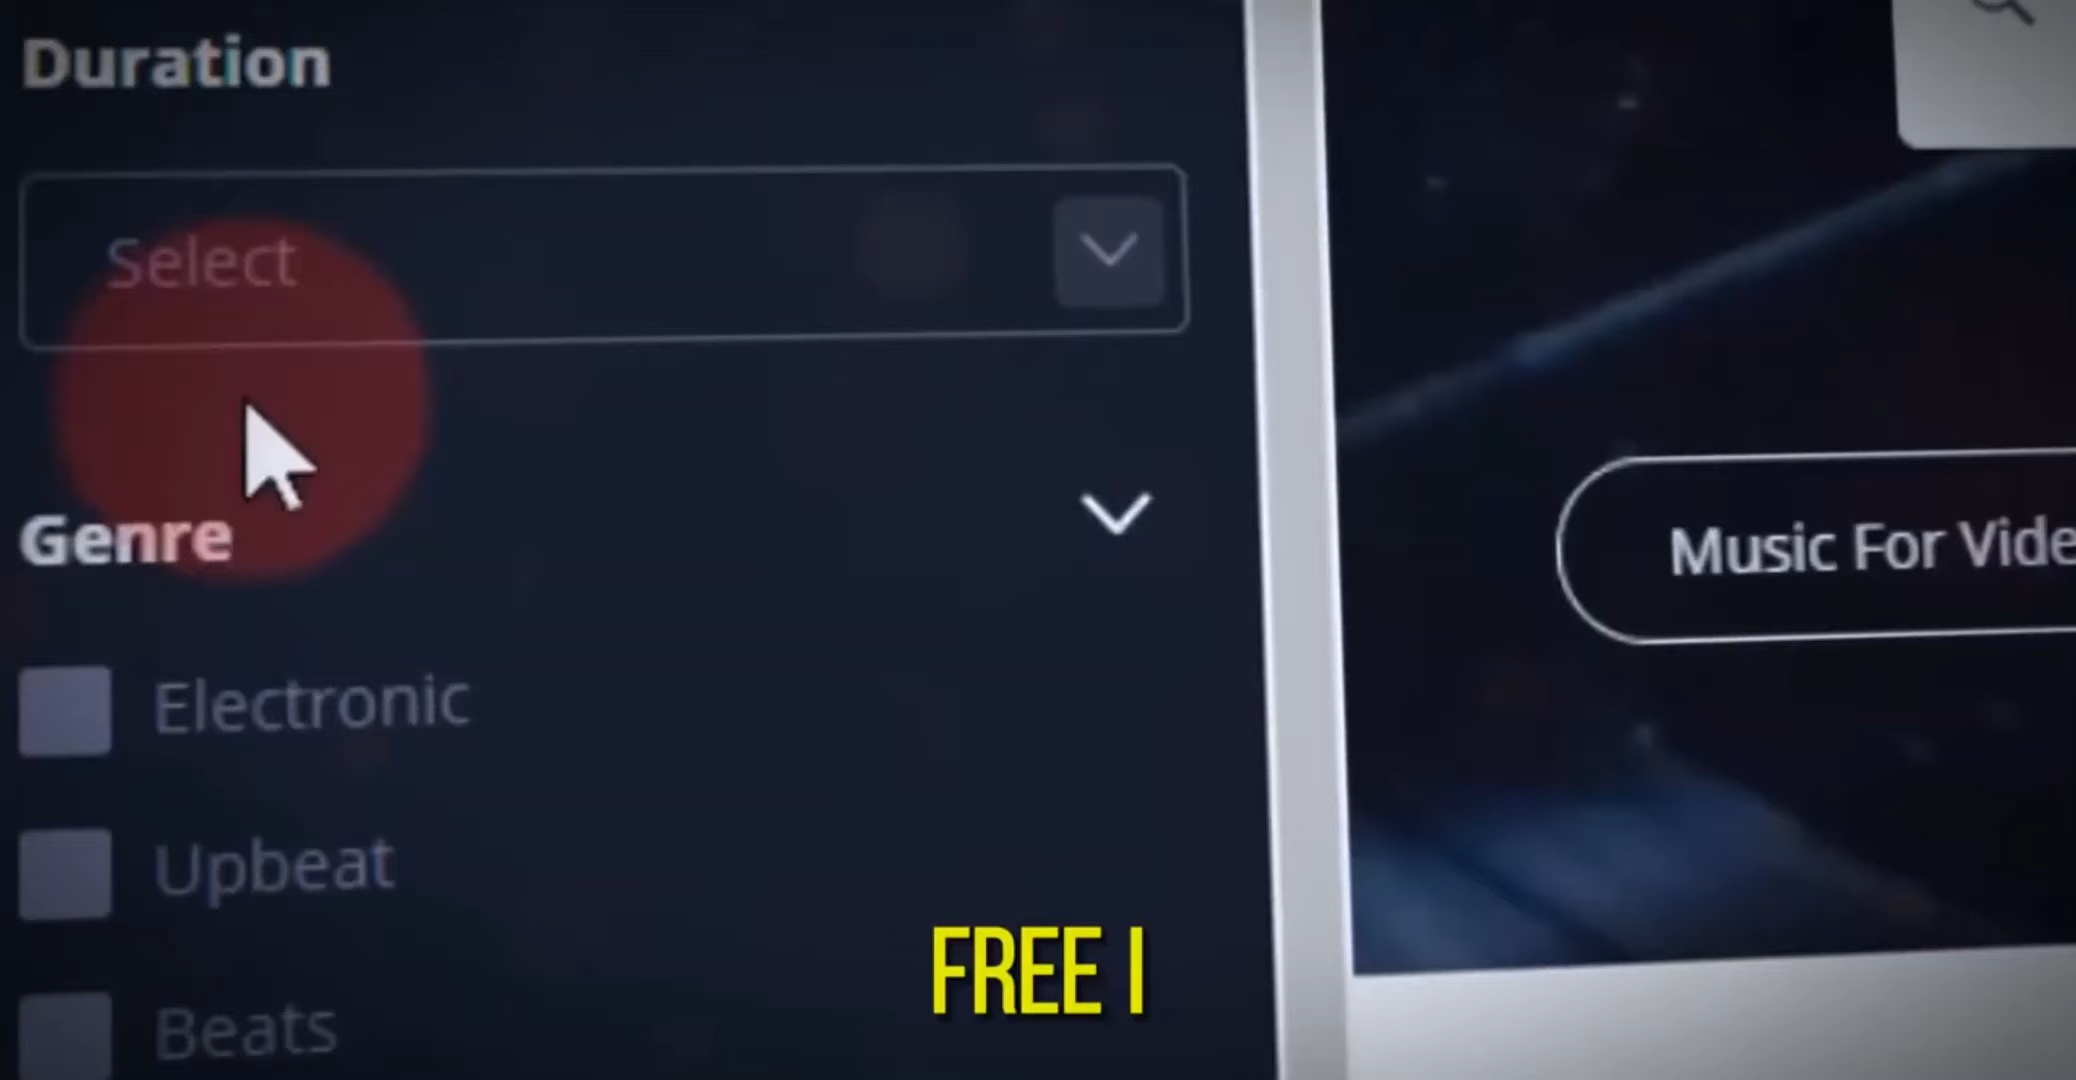 Duration
Select
Genre
Electronic
Upbeat
Beats
Music For Vide
FREE I